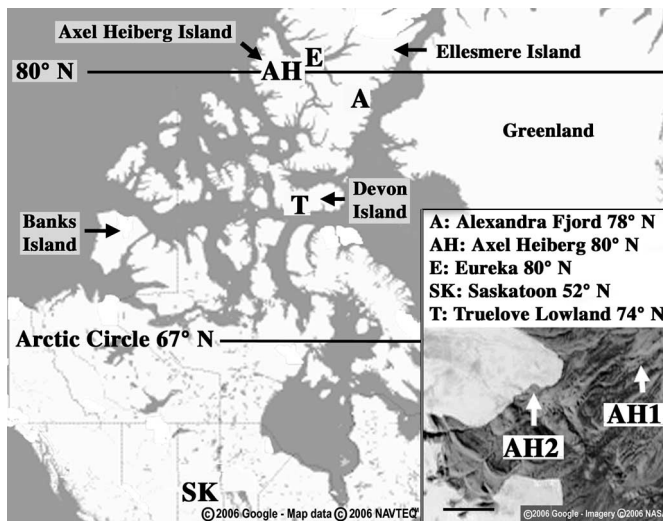 Axel Heiberg Island
Ellesmere Island
80° N
AH
E
A
Greenland
T
Devon
Island
Banks
Island
A: Alexandra Fjord 78° N
AH: Axel Heiberg 80° N
E: Eureka 80° N
SK: Saskatoon 52° N
T: Truelove Lowland 74° N
Arctic Circle 67° N
AH1
AH2
SK
©2006 Google - Map data ©2006 NAVTEQ™
©2006 Google - Imagery ©2006 NAS